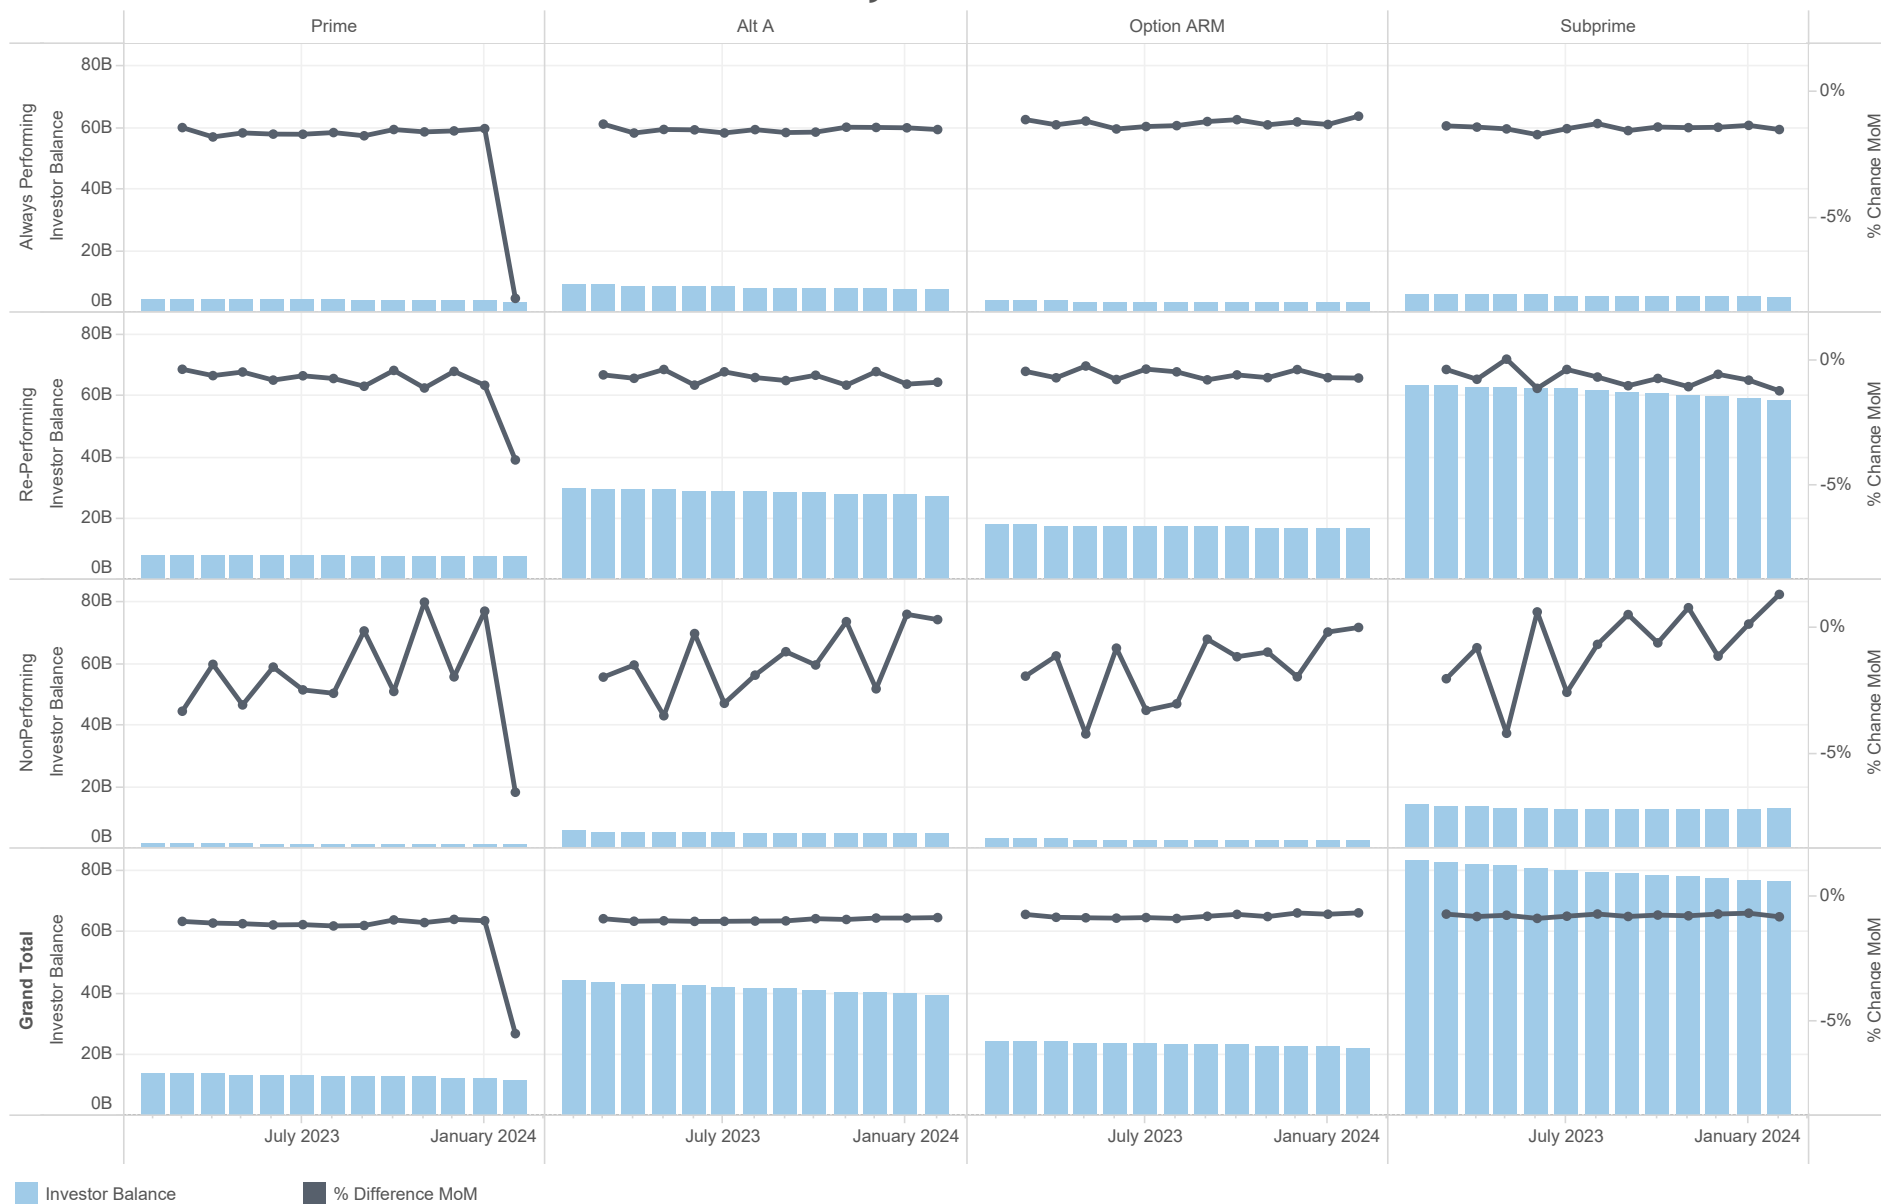 Prime Alt A Option ARM Subprime
Always Performing
Investor Balance
80B
60B
40B
20B
0B
0%
-5%
% Change MoM
Re-Performing
Investor Balance
80B
60B
40B
20B
0B
0%
-5%
% Change MoM
NonPerforming
Investor Balance
80B
60B
40B
20B
0B
0%
-5%
% Change MoM
Grand Total
Investor Balance
80B
60B
40B
20B
0B
0%
-5%
% Change MoM
July 2023 January 2024 July 2023 January 2024 July 2023 January 2024 July 2023 January 2024
Investor Balance % Difference MoM